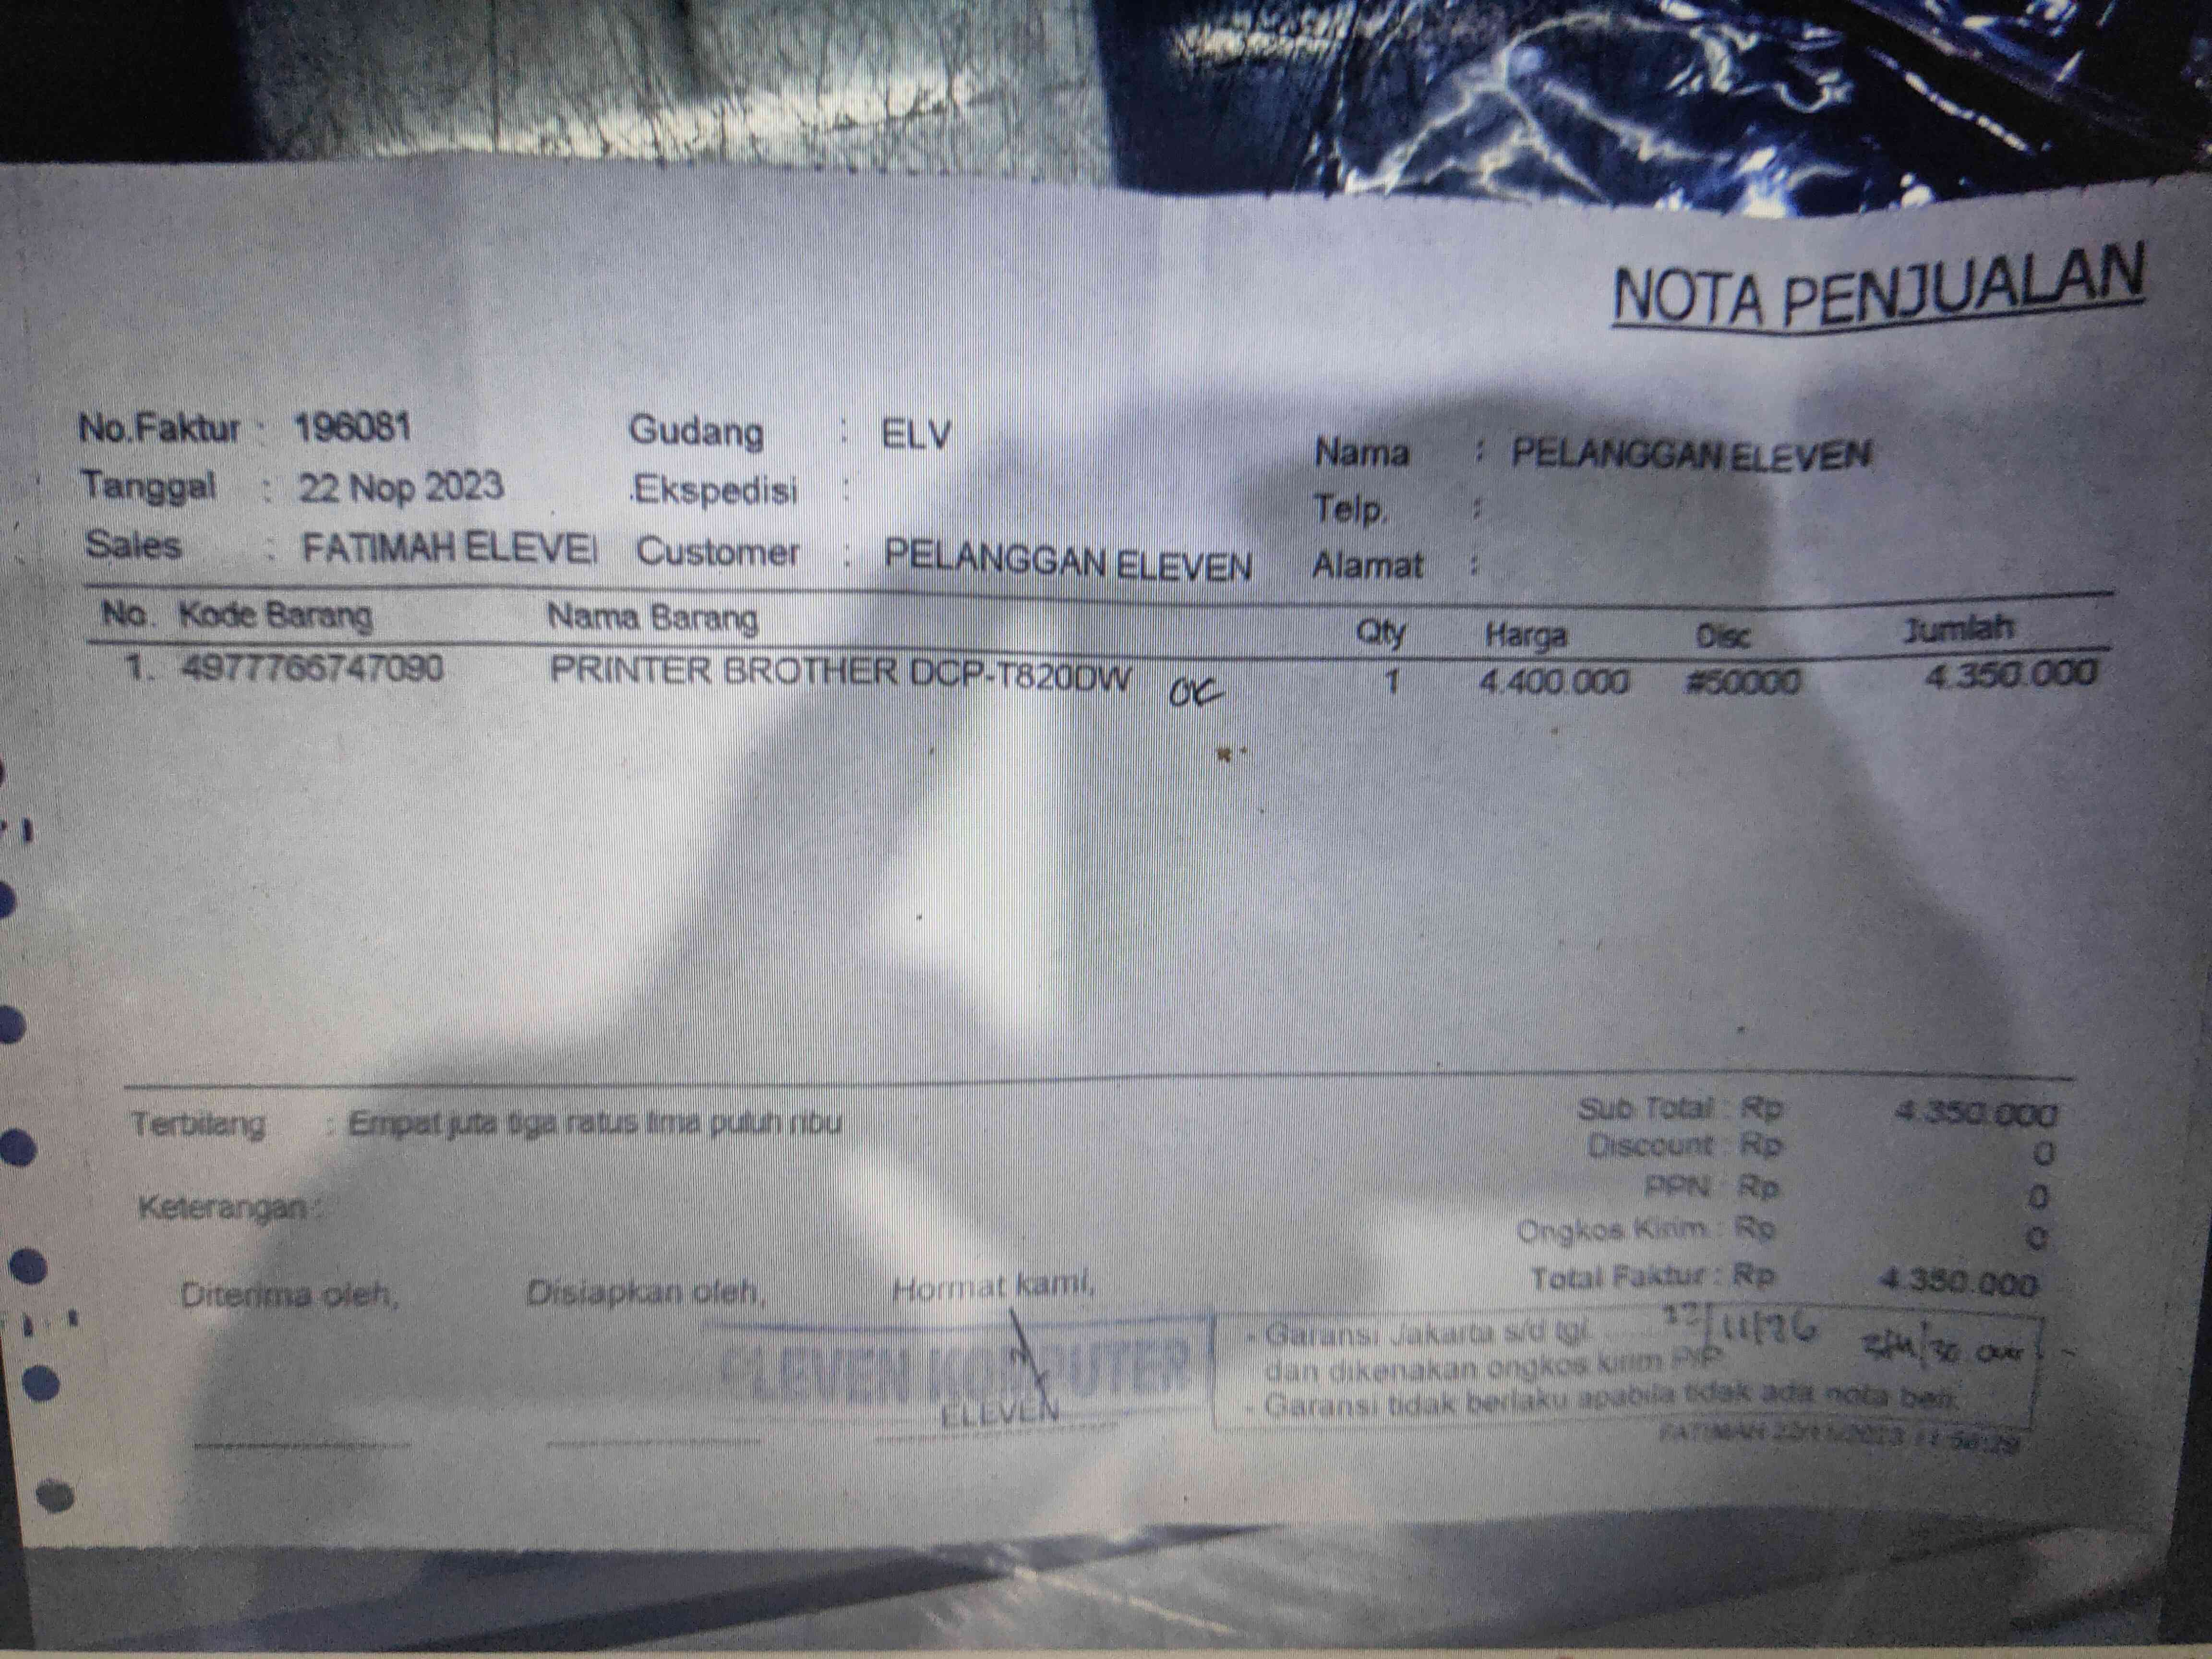 NOTA PENJUALAN
No.Faktur : 196081 Gudang : ELV Nama : PELANGGAN ELEVEN
Tanggal : 22 Nop 2023 .Ekspedisi : Telp. :
Sales : FATIMAH ELEVEI Customer : PELANGGAN ELEVEN Alamat :
No. Kode Barang Nama Barang Qty Harga Disc Jumlah
1. 4977766747090 PRINTER BROTHER DCP-T820DW OK 1 4.400.000 #50000 4.350.000
Terbilang : Empat juta tiga ratus lima puluh ribu Sub Total : Rp 4.350.000
Discount : Rp 0
PPN : Rp 0
Keterangan : Ongkos Kirim : Rp 0
Total Faktur : Rp 4.350.000
Diterima oleh, Disiapkan oleh, Hormat kami,
ELEVEN KOMPUTER
ELEVEN
- Garansi Jakarta s/d tgl
dan dikenakan ongkos kirim P/P
- Garansi tidak berlaku apabila tidak ada nota beli.
FATIMAH 22/11/2023